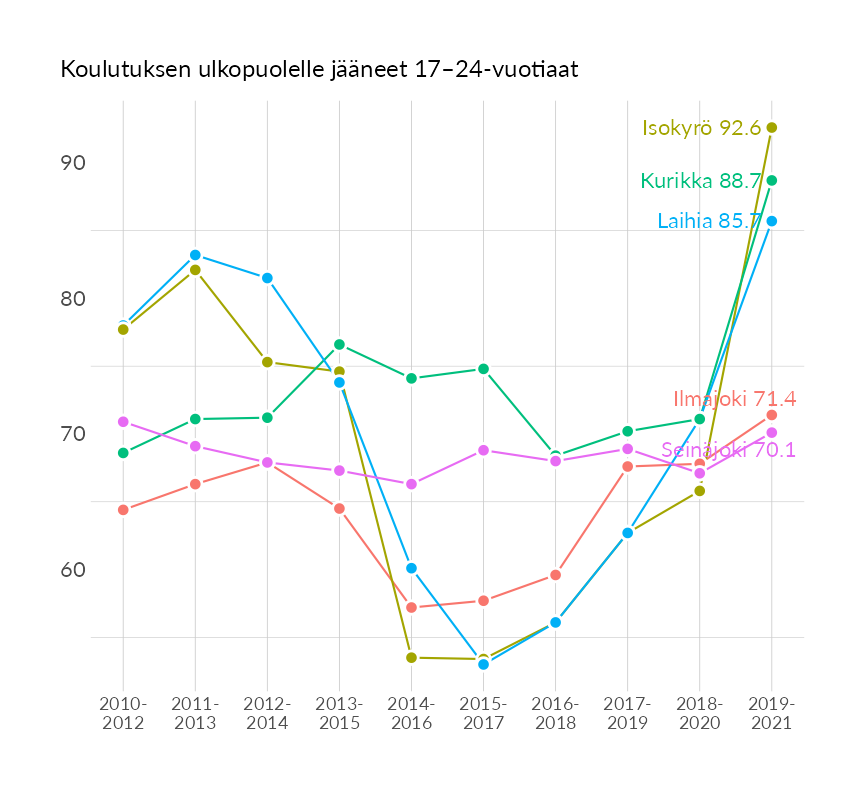 Koulutuksen ulkopuolelle jääneet 17–24-vuotiaat
Isokyrö 92.6
90
Kurikka 88.7
Laihia 85.7
80
Ilmajoki 71.4
70
Seinäjoki 70.1
60
2010- 2011- 2012- 2013- 2014- 2015- 2016- 2017- 2018- 2019-
2012 2013 2014 2015 2016 2017 2018 2019 2020 2021